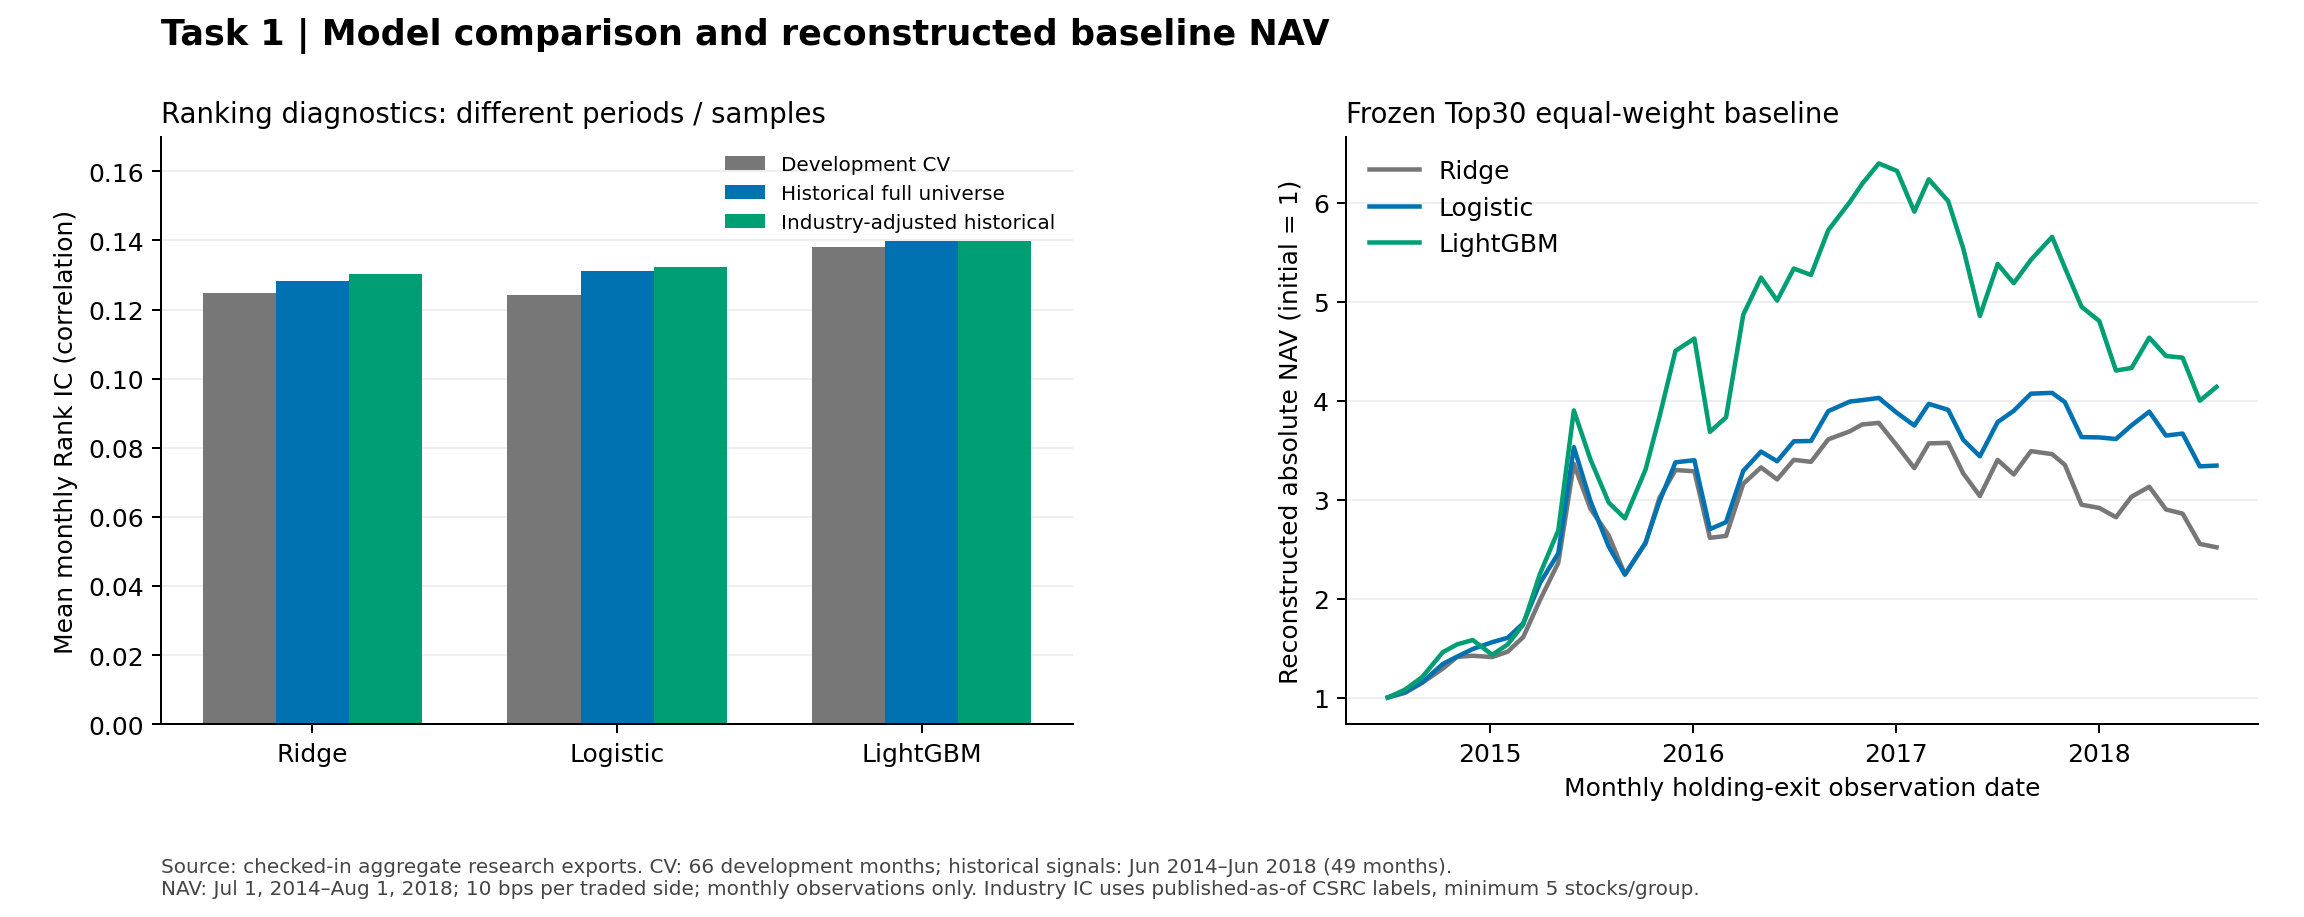 Task 1 | Model comparison and reconstructed baseline NAV
Ranking diagnostics: different periods / samples
Mean monthly Rank IC (correlation)
0.16
0.14
0.12
0.10
0.08
0.06
0.04
0.02
0.00
Development CV
Historical full universe
Industry-adjusted historical
Ridge
Logistic
LightGBM
Frozen Top30 equal-weight baseline
Reconstructed absolute NAV (initial = 1)
6
5
4
3
2
1
Ridge
Logistic
LightGBM
2015
2016
2017
2018
Monthly holding-exit observation date
Source: checked-in aggregate research exports. CV: 66 development months; historical signals: Jun 2014–Jun 2018 (49 months).
NAV: Jul 1, 2014–Aug 1, 2018; 10 bps per traded side; monthly observations only. Industry IC uses published-as-of CSRC labels, minimum 5 stocks/group.